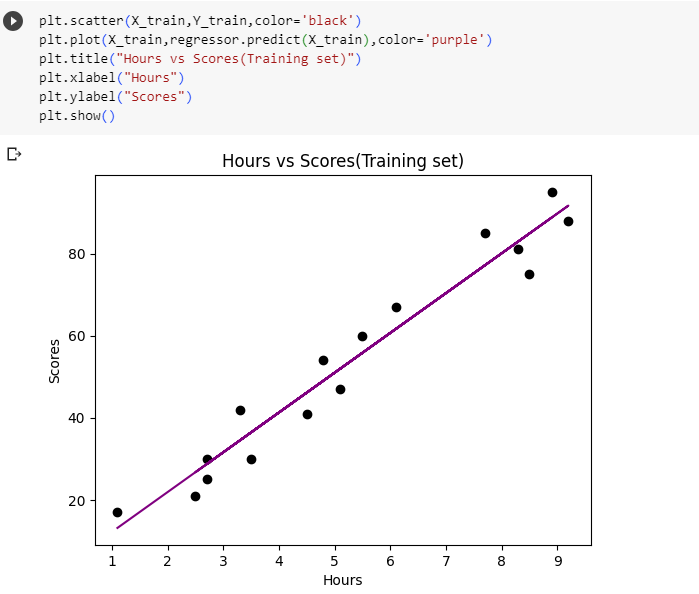 plt.scatter(X_train,Y_train,color='black')
plt.plot(X_train,regressor.predict(X_train),color='purple')
plt.title("Hours vs Scores(Training set)")
plt.xlabel("Hours")
plt.ylabel("Scores")
plt.show()
Hours vs Scores(Training set)
80
60
40
20
Scores
1 2 3 4 5 6 7 8 9
Hours